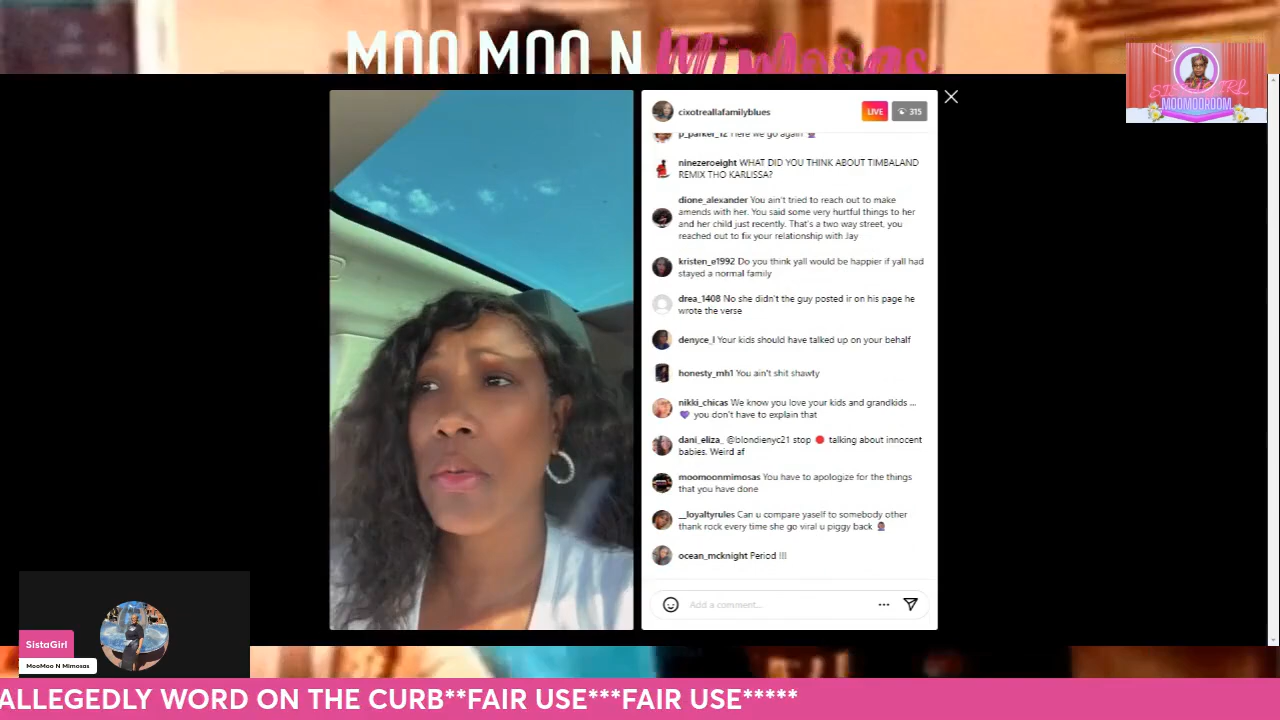 MOO MOO N Mimosas
SISTAGIRL
MOOMOOROOM
cixotreallafamilyblues
LIVE
315
p_parker_12 Here we go again
ninezeroeight WHAT DID YOU THINK ABOUT TIMBALAND
REMIX THO KARLISSA?
dione_alexander You ain't tried to reach out to make
amends with her. You said some very hurtful things to her
and her child just recently. That's a two way street, you
reached out to fix your relationship with Jay
kristen_e1992 Do you think yall would be happier if yall had
stayed a normal family
drea_1408 No she didn't the guy posted ir on his page he
wrote the verse
denyce_l Your kids should have talked up on your behalf
honesty_mh1 You ain't shit shawty
nikki_chicas We know you love your kids and grandkids ...
💜 you don't have to explain that
dani_eliza_ @blondienyc21 stop 🛑 talking about innocent
babies. Weird af
moomoonmimosas You have to apologize for the things
that you have done
__loyaltyrules Can u compare yaself to somebody other
thank rock every time she go viral u piggy back
ocean_mcknight Period !!!
Add a comment...
SistaGirl
MooMoo N Mimosas
ALLEGEDLY WORD ON THE CURB**FAIR USE***FAIR USE*****